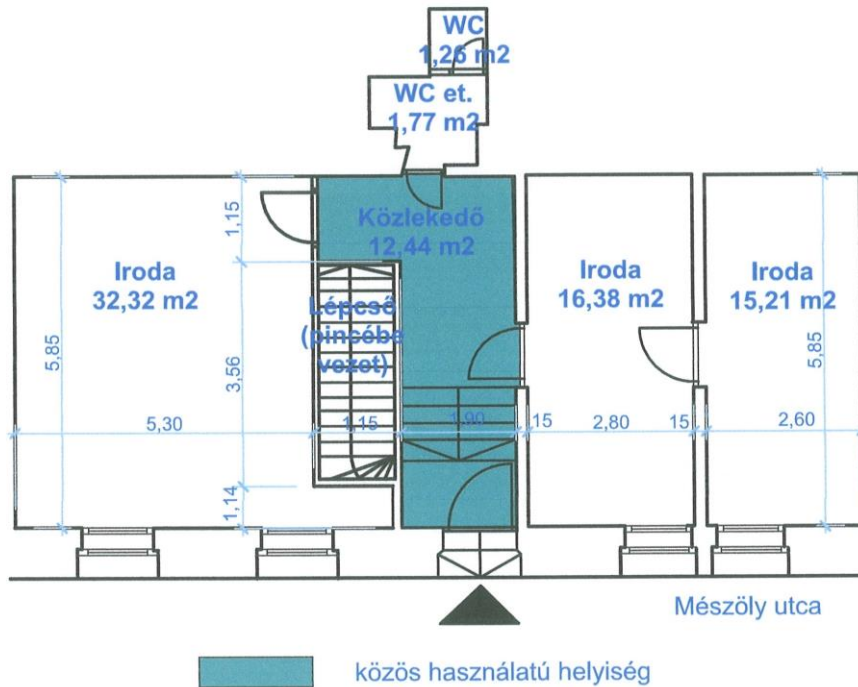 WC
1,26 m2
WC et.
1,77 m2
Közlekedő
12,44 m2
1,15
Iroda
32,32 m2
Iroda
16,38 m2
Iroda
15,21 m2
Lépcső
(pincébe
vezet)
5,85
3,56
5,85
5,30
1,15
1,90
15
2,80
15
2,60
1,14
Mészöly utca
közös használatú helyiség